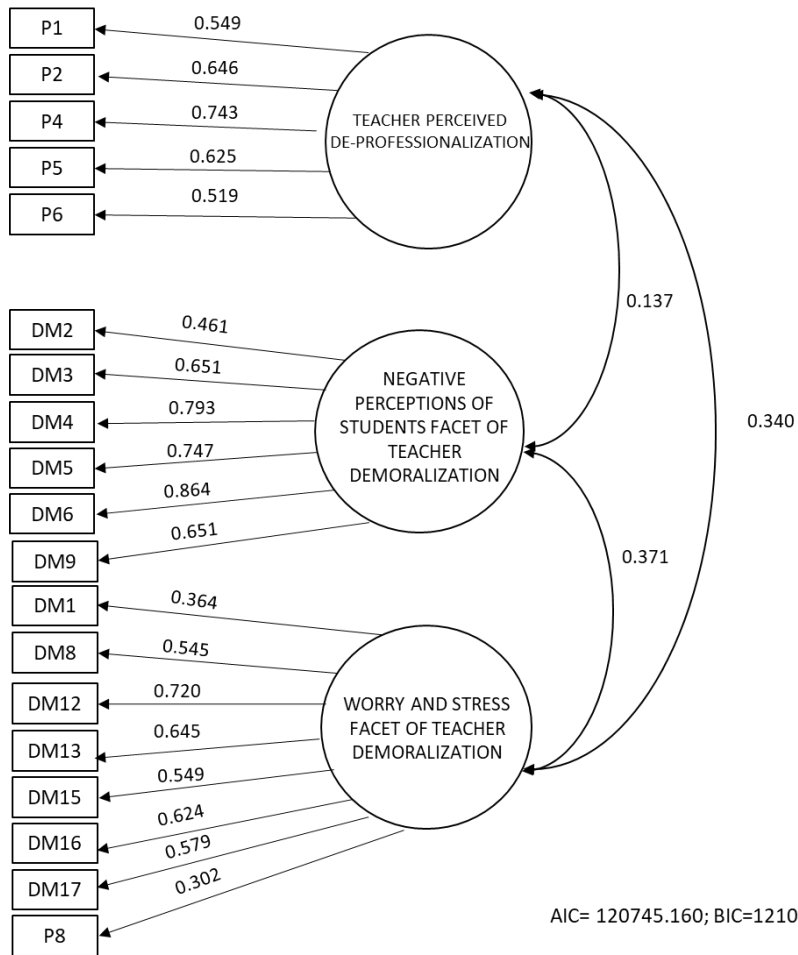 P1
0.549
P2
0.646
P4
0.743
P5
0.625
P6
0.519
TEACHER PERCEIVED
DE-PROFESSIONALIZATION
0.137
0.340
DM2
0.461
DM3
0.651
DM4
0.793
DM5
0.747
DM6
0.864
DM9
0.651
NEGATIVE
PERCEPTIONS OF
STUDENTS FACET OF
TEACHER
DEMORALIZATION
0.371
DM1
0.364
DM8
0.545
DM12
0.720
DM13
0.645
DM15
0.549
DM16
0.624
DM17
0.579
P8
0.302
WORRY AND STRESS
FACET OF TEACHER
DEMORALIZATION
AIC= 120745.160; BIC=1210